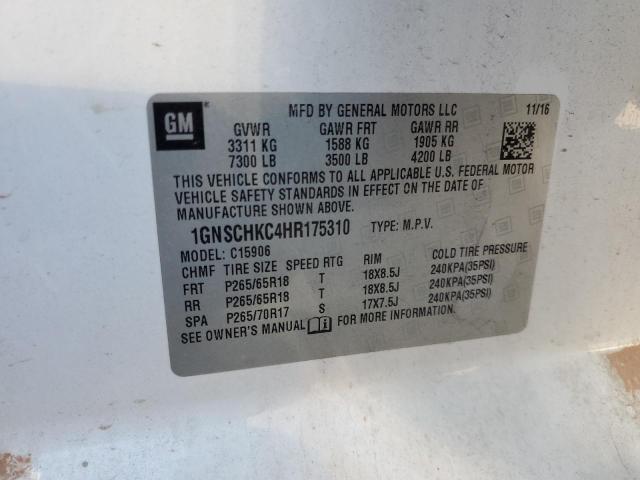 GM
MFD BY GENERAL MOTORS LLC 11/16
GVWR GAWR FRT GAWR RR
3311 KG 1588 KG 1905 KG
7300 LB 3500 LB 4200 LB
THIS VEHICLE CONFORMS TO ALL APPLICABLE U.S. FEDERAL MOTOR
VEHICLE SAFETY STANDARDS IN EFFECT ON THE DATE OF
MANUFACTURE SHOWN ABOVE.
1GNSCHKC4HR175310 TYPE: M.P.V.
MODEL: C15906
CHMF TIRE SIZE SPEED RTG RIM COLD TIRE PRESSURE
FRT P265/65R18 T 18X8.5J 240KPA(35PSI)
RR P265/65R18 T 18X8.5J 240KPA(35PSI)
SPA P265/70R17 S 17X7.5J 240KPA(35PSI)
SEE OWNER'S MANUAL FOR MORE INFORMATION.